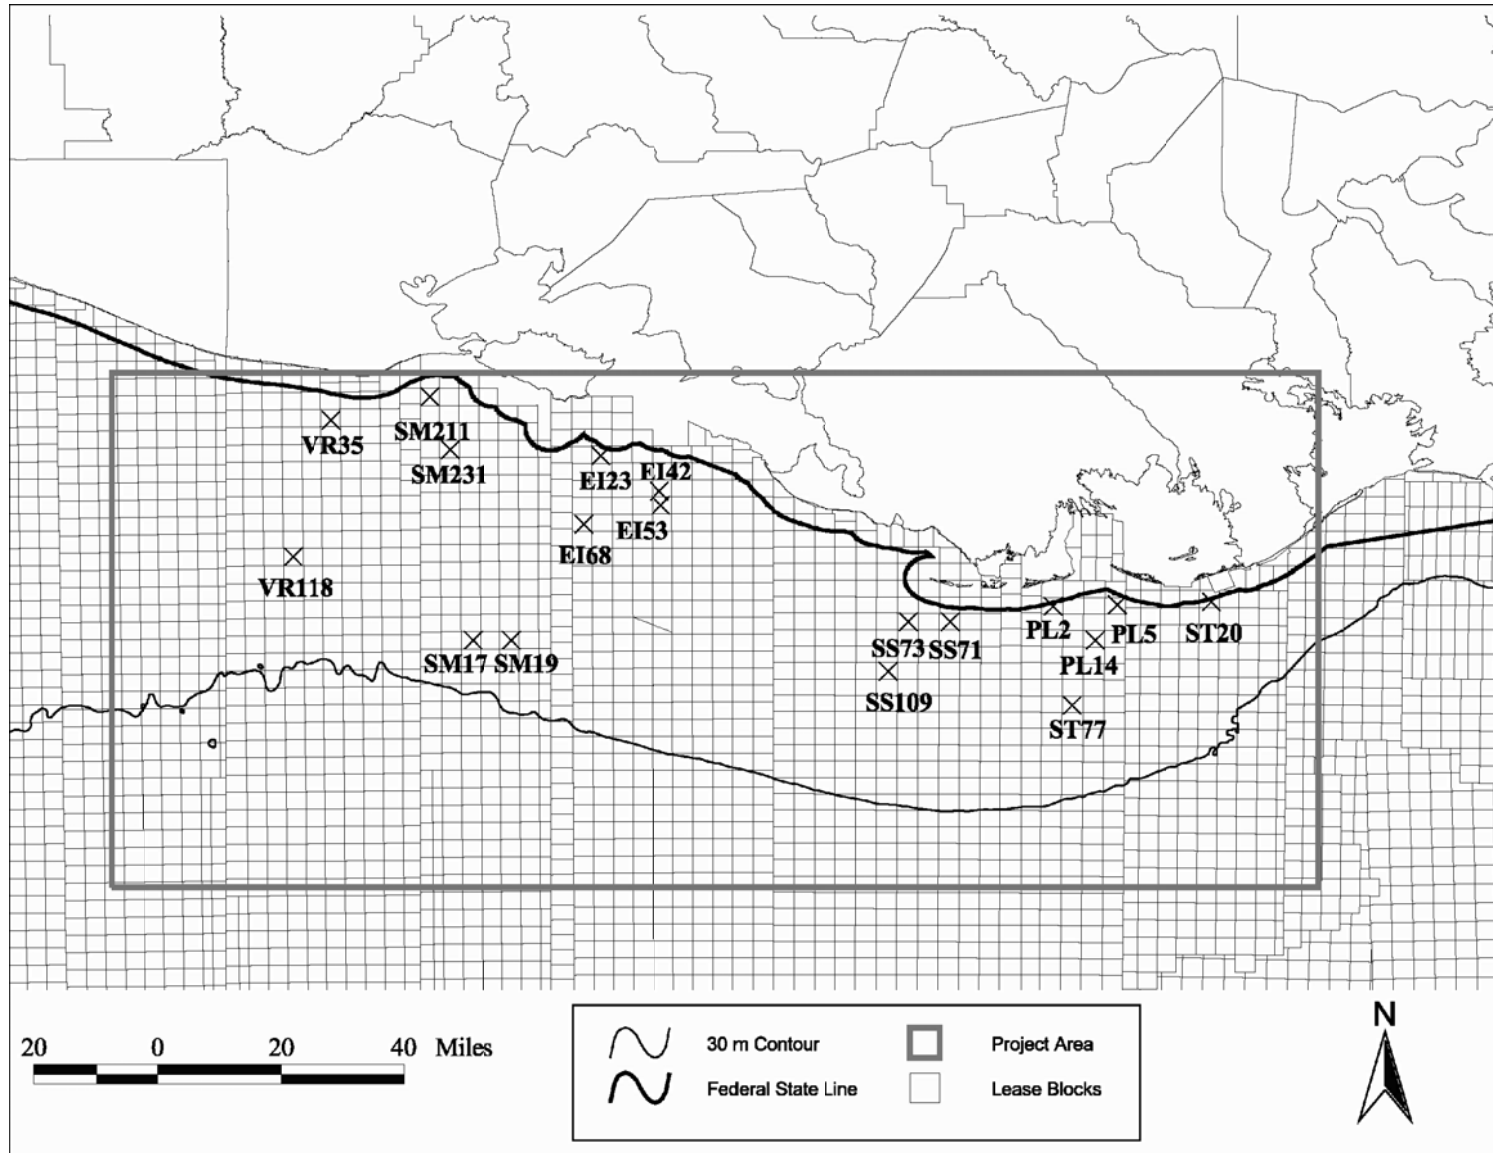 SM211
VR35
SM231
EI23
EI42
EI53
EI68
VR118
SM17
SM19
SS73
SS71
PL2
PL5
ST20
PL14
SS109
ST77
20 0 20 40 Miles
30 m Contour
Project Area
Federal State Line
Lease Blocks
N